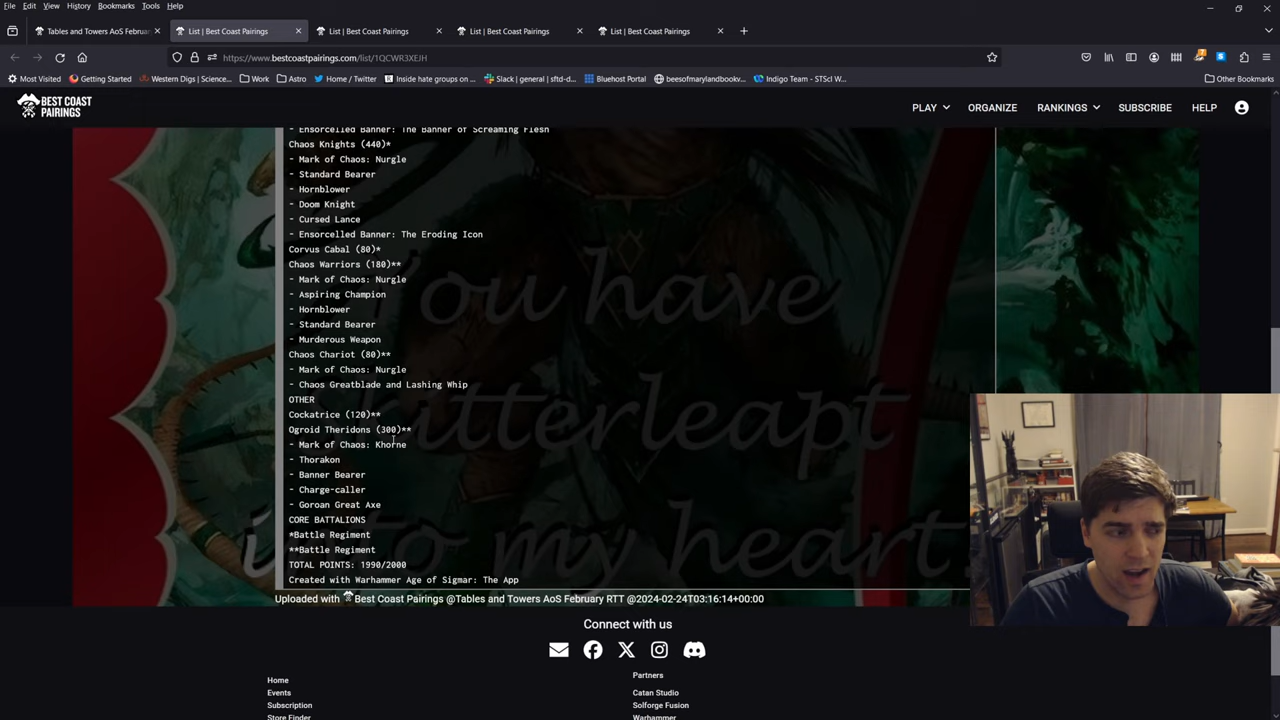 File Edit View History Bookmarks Tools Help
Tables and Towers AoS Februar
List | Best Coast Pairings
List | Best Coast Pairings
List | Best Coast Pairings
List | Best Coast Pairings
https://www.bestcoastpairings.com/list/1QCWR3XEJH
Most Visited Getting Started Western Digs | Science... Work Astro Home / Twitter Inside hate groups on ... Slack | general | sftd-d... Bluehost Portal beesofmarylandbookv... Indigo Team - STScI W... Other Bookmarks
BEST COAST
PAIRINGS
PLAY ORGANIZE RANKINGS SUBSCRIBE HELP
- Ensorcelled Banner: The Banner of Screaming Flesh
Chaos Knights (440)*
- Mark of Chaos: Nurgle
- Standard Bearer
- Hornblower
- Doom Knight
- Cursed Lance
- Ensorcelled Banner: The Eroding Icon
Corvus Cabal (80)*
Chaos Warriors (180)**
- Mark of Chaos: Nurgle
- Aspiring Champion
- Hornblower
- Standard Bearer
- Murderous Weapon
Chaos Chariot (80)**
- Mark of Chaos: Nurgle
- Chaos Greatblade and Lashing Whip
OTHER
Cockatrice (120)**
Ogroid Theridons (300)**
- Mark of Chaos: Khorne
- Thorakon
- Banner Bearer
- Charge-caller
- Goroan Great Axe
CORE BATTALIONS
*Battle Regiment
**Battle Regiment
TOTAL POINTS: 1990/2000
Created with Warhammer Age of Sigmar: The App
ou have
itterleapt
into my heart.
Uploaded with Best Coast Pairings @Tables and Towers AoS February RTT @2024-02-24T03:16:14+00:00
Connect with us
Home
Events
Subscription
Store Finder
Partners
Catan Studio
Solforge Fusion
Warhammer